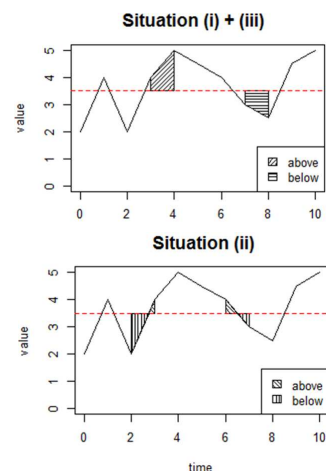 Situation (i) + (iii)
value
5
4
3
2
1
0
above
below
0 2 4 6 8 10
Situation (ii)
value
5
4
3
2
1
0
above
below
0 2 4 6 8 10
time